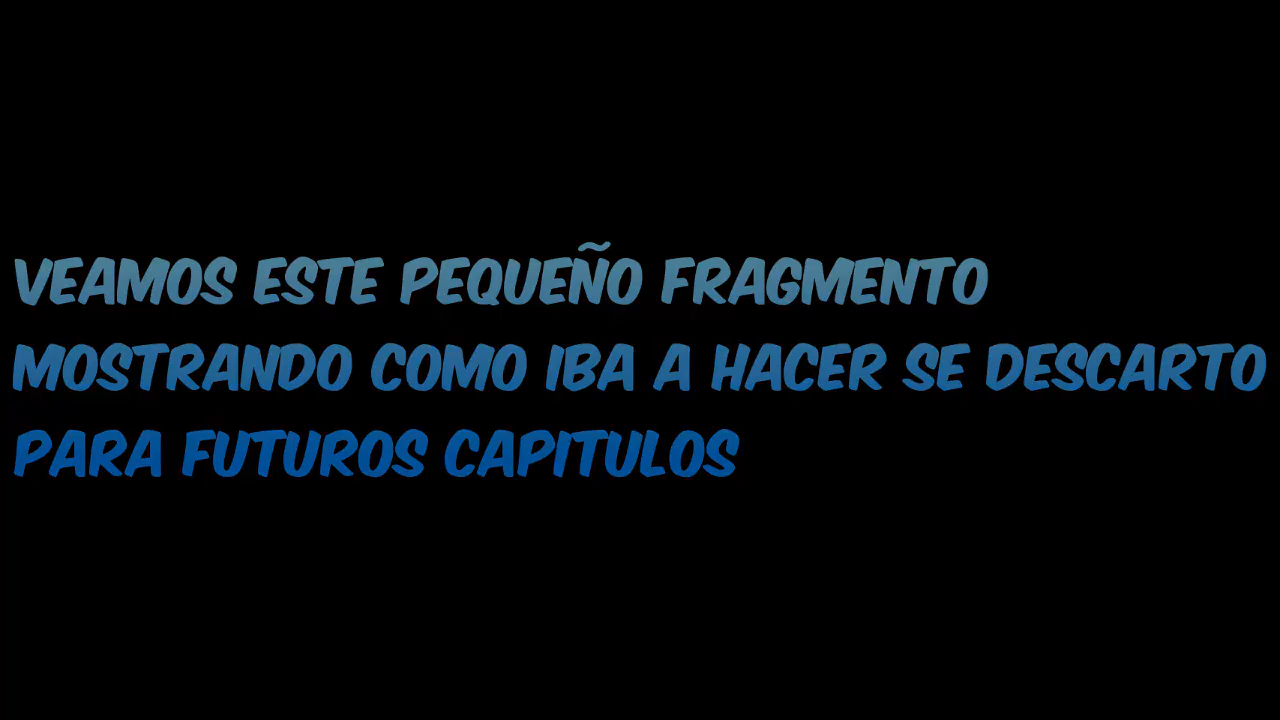 VEAMOS ESTE PEQUEÑO FRAGMENTO
MOSTRANDO COMO IBA A HACER SE DESCARTO
PARA FUTUROS CAPITULOS